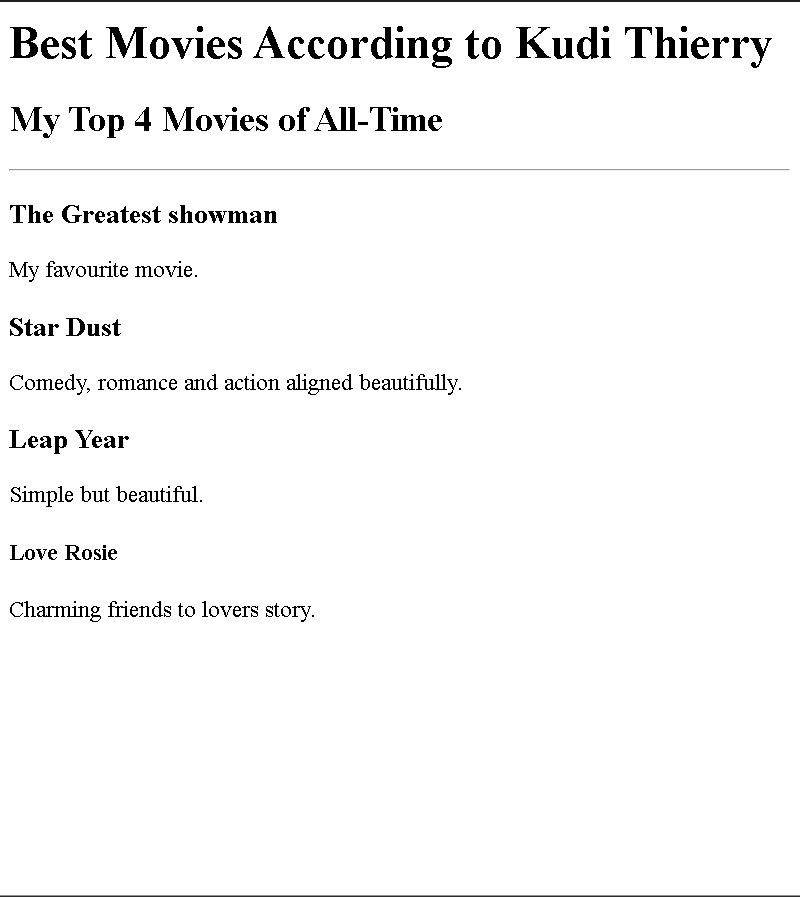 Best Movies According to Kudi Thierry
My Top 4 Movies of All-Time
The Greatest showman
My favourite movie.
Star Dust
Comedy, romance and action aligned beautifully.
Leap Year
Simple but beautiful.
Love Rosie
Charming friends to lovers story.